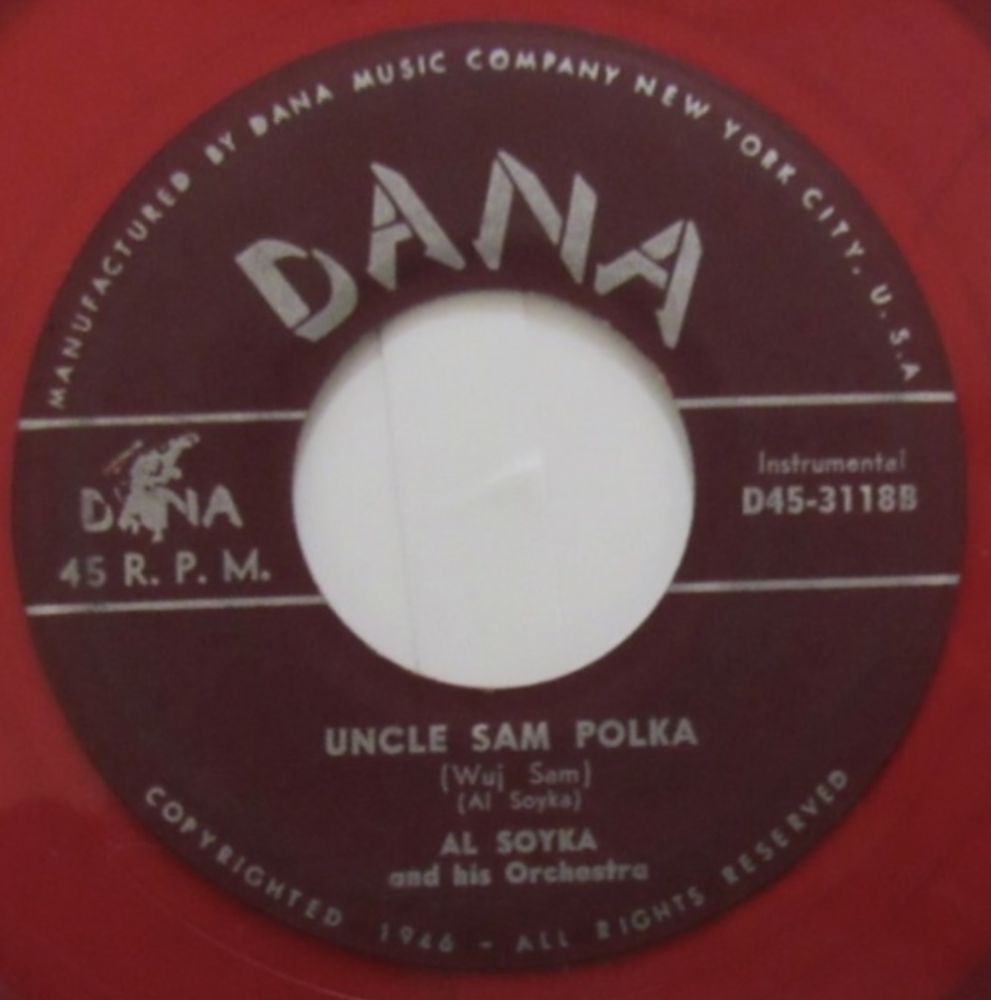 MANUFACTURED BY DANA MUSIC COMPANY NEW YORK CITY, U.S.A
DANA
DANA
45 R. P. M.
Instrumental
D45-3118B
UNCLE SAM POLKA
(Wuj Sam)
(Al Soyka)
AL SOYKA
and his Orchestra
COPYRIGHTED 1946 - ALL RIGHTS RESERVED